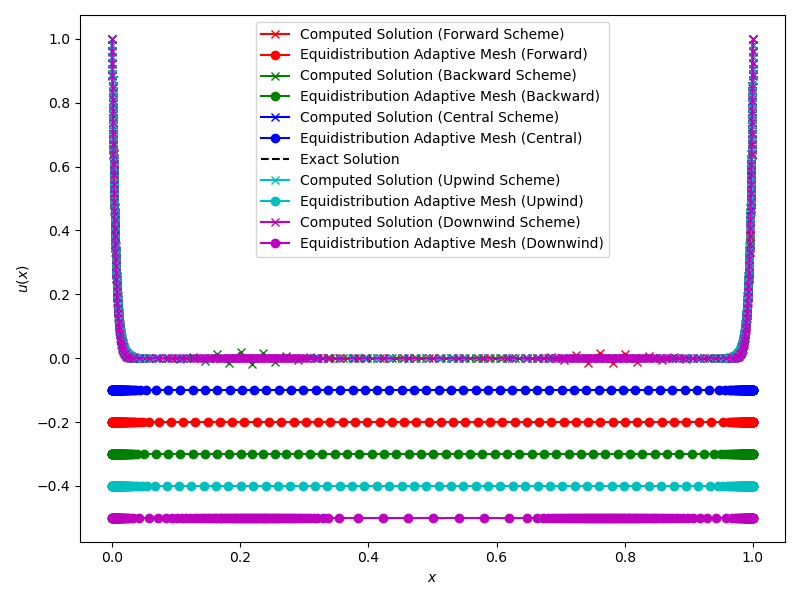 Computed Solution (Forward Scheme)
Equidistribution Adaptive Mesh (Forward)
Computed Solution (Backward Scheme)
Equidistribution Adaptive Mesh (Backward)
Computed Solution (Central Scheme)
Equidistribution Adaptive Mesh (Central)
Exact Solution
Computed Solution (Upwind Scheme)
Equidistribution Adaptive Mesh (Upwind)
Computed Solution (Downwind Scheme)
Equidistribution Adaptive Mesh (Downwind)
1.0
0.8
0.6
0.4
0.2
0.0
−0.2
−0.4
u(x)
0.0 0.2 0.4 0.6 0.8 1.0
x